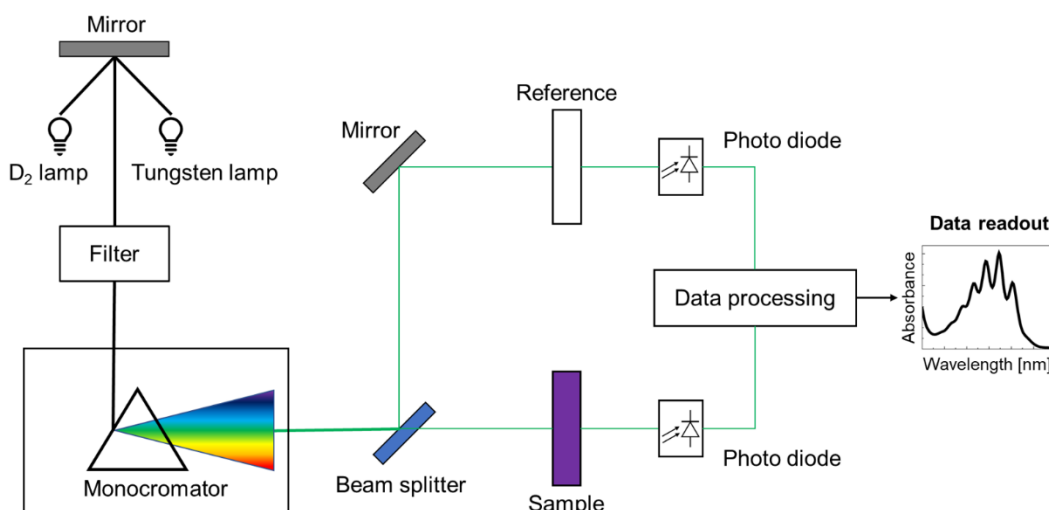 Mirror
D₂ lamp
Tungsten lamp
Filter
Monocromator
Mirror
Beam splitter
Reference
Sample
Photo diode
Photo diode
Data processing
Data readout
Absorbance
Wavelength [nm]